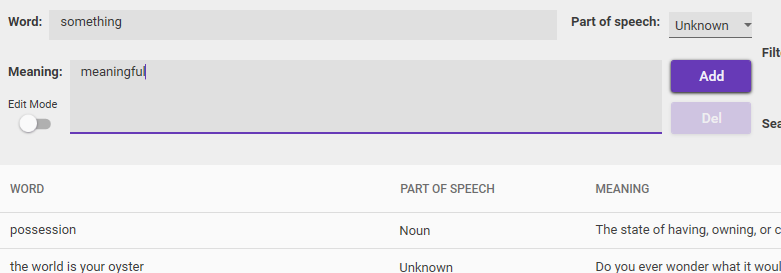 Word: something Part of speech: Unknown
Filt
Meaning: meaningful Add
Edit Mode
Del Sea
WORD PART OF SPEECH MEANING
possession Noun The state of having, owning, or c
the world is your oyster Unknown Do you ever wonder what it woul